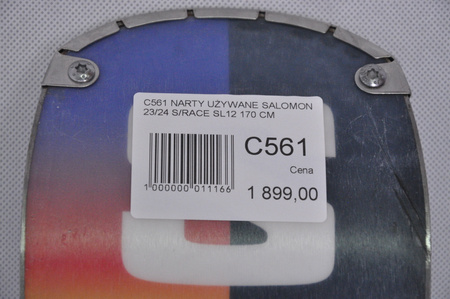 C561 NARTY UŻYWANE SALOMON
23/24 S/RACE SL12 170 CM
C561
Cena
1 000000 011166
1 899,00